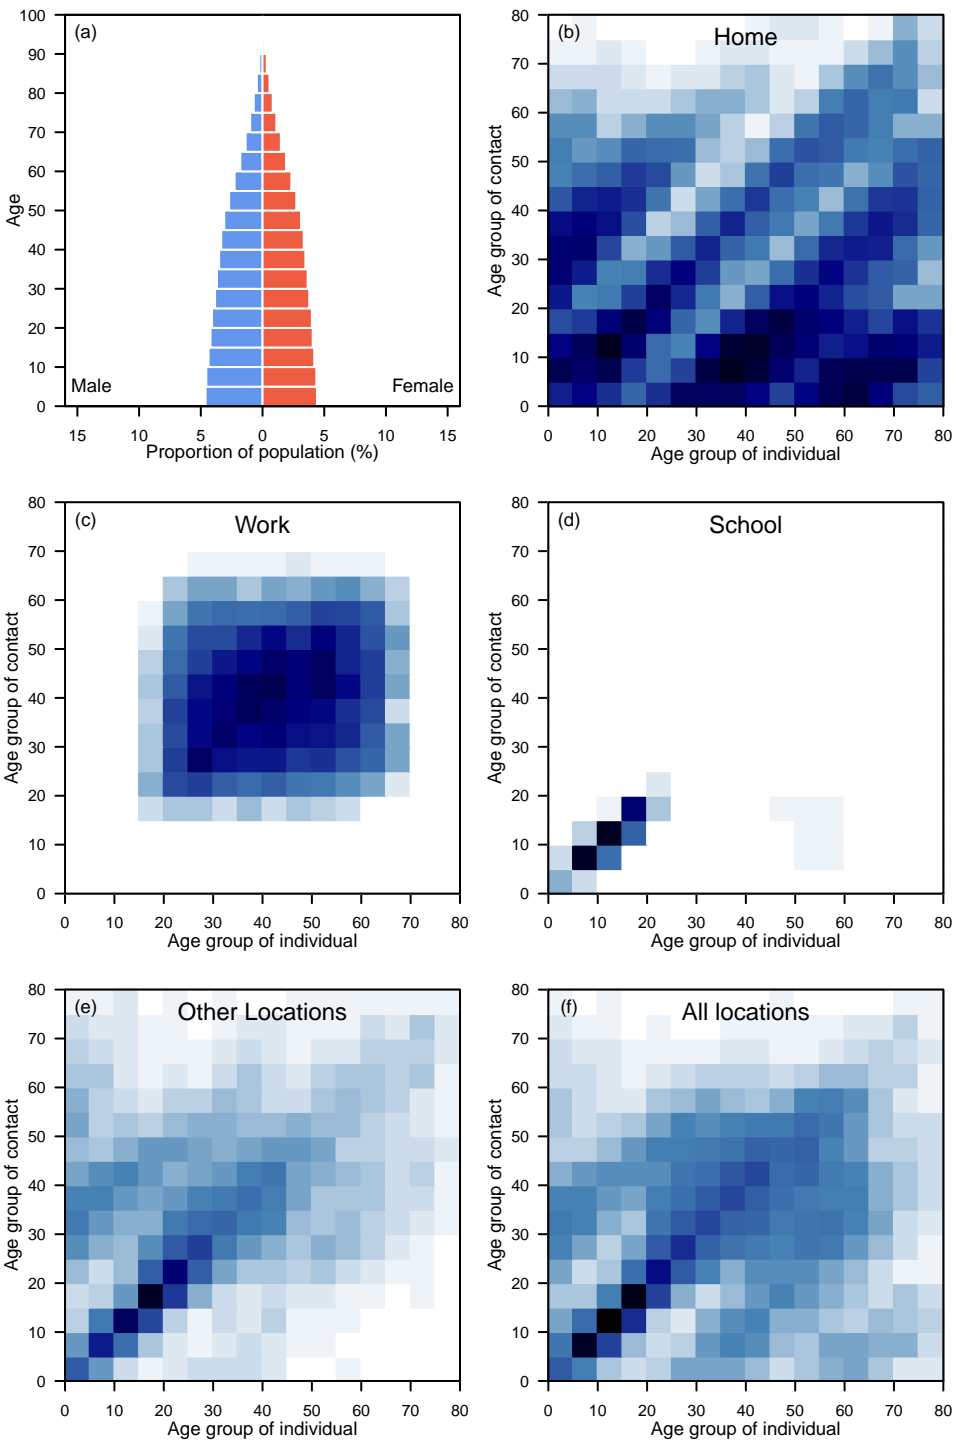 (a)
100
90
80
70
60
50
40
30
20
10
0
Age
Male
Female
15 10 5 0 5 10 15
Proportion of population (%)
(b)
Home
80
70
60
50
40
30
20
10
0
Age group of contact
0 10 20 30 40 50 60 70 80
Age group of individual
(c)
Work
80
70
60
50
40
30
20
10
0
Age group of contact
0 10 20 30 40 50 60 70 80
Age group of individual
(d)
School
80
70
60
50
40
30
20
10
0
Age group of contact
0 10 20 30 40 50 60 70 80
Age group of individual
(e)
Other Locations
80
70
60
50
40
30
20
10
0
Age group of contact
0 10 20 30 40 50 60 70 80
Age group of individual
(f)
All locations
80
70
60
50
40
30
20
10
0
Age group of contact
0 10 20 30 40 50 60 70 80
Age group of individual